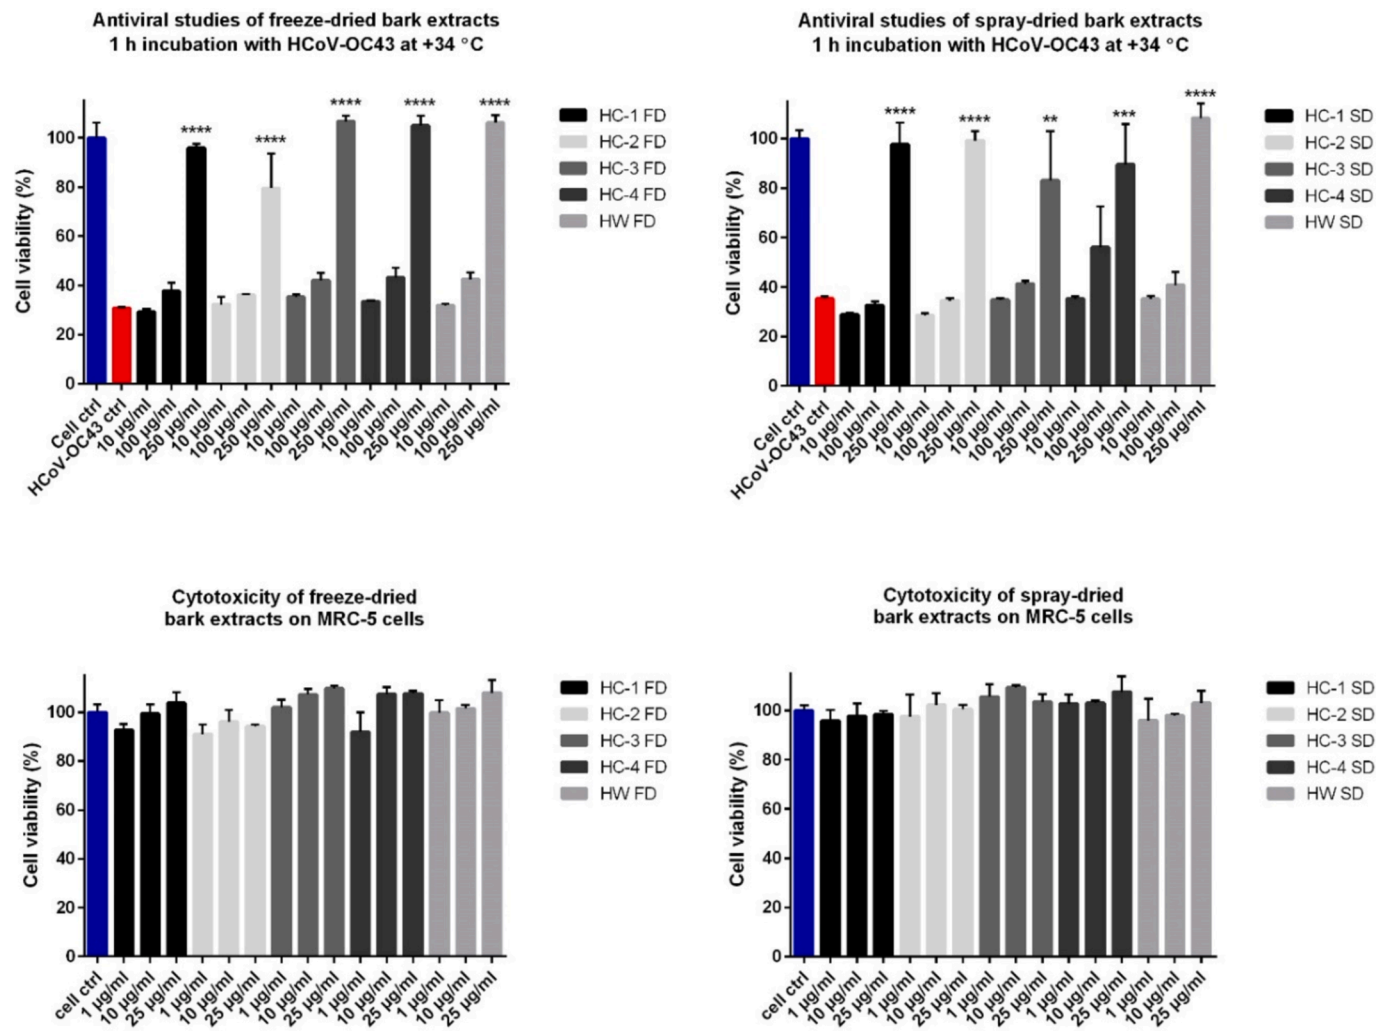 Antiviral studies of freeze-dried bark extracts
1 h incubation with HCoV-OC43 at +34 °C
Cell viability (%)
100
80
60
40
20
0
Cell ctrl
HCoV-OC43 ctrl
10 µg/ml
100 µg/ml
250 µg/ml
10 µg/ml
100 µg/ml
250 µg/ml
10 µg/ml
100 µg/ml
250 µg/ml
10 µg/ml
100 µg/ml
250 µg/ml
10 µg/ml
100 µg/ml
250 µg/ml
****
****
****
****
****
HC-1 FD
HC-2 FD
HC-3 FD
HC-4 FD
HW FD
Antiviral studies of spray-dried bark extracts
1 h incubation with HCoV-OC43 at +34 °C
Cell viability (%)
100
80
60
40
20
0
Cell ctrl
HCoV-OC43 ctrl
10 µg/ml
100 µg/ml
250 µg/ml
10 µg/ml
100 µg/ml
250 µg/ml
10 µg/ml
100 µg/ml
250 µg/ml
10 µg/ml
100 µg/ml
250 µg/ml
10 µg/ml
100 µg/ml
250 µg/ml
****
****
**
***
****
HC-1 SD
HC-2 SD
HC-3 SD
HC-4 SD
HW SD
Cytotoxicity of freeze-dried
bark extracts on MRC-5 cells
Cell viability (%)
100
80
60
40
20
0
cell ctrl
1 µg/ml
10 µg/ml
25 µg/ml
1 µg/ml
10 µg/ml
25 µg/ml
1 µg/ml
10 µg/ml
25 µg/ml
1 µg/ml
10 µg/ml
25 µg/ml
1 µg/ml
10 µg/ml
25 µg/ml
HC-1 FD
HC-2 FD
HC-3 FD
HC-4 FD
HW FD
Cytotoxicity of spray-dried
bark extracts on MRC-5 cells
Cell viability (%)
100
80
60
40
20
0
cell ctrl
1 µg/ml
10 µg/ml
25 µg/ml
1 µg/ml
10 µg/ml
25 µg/ml
1 µg/ml
10 µg/ml
25 µg/ml
1 µg/ml
10 µg/ml
25 µg/ml
1 µg/ml
10 µg/ml
25 µg/ml
HC-1 SD
HC-2 SD
HC-3 SD
HC-4 SD
HW SD